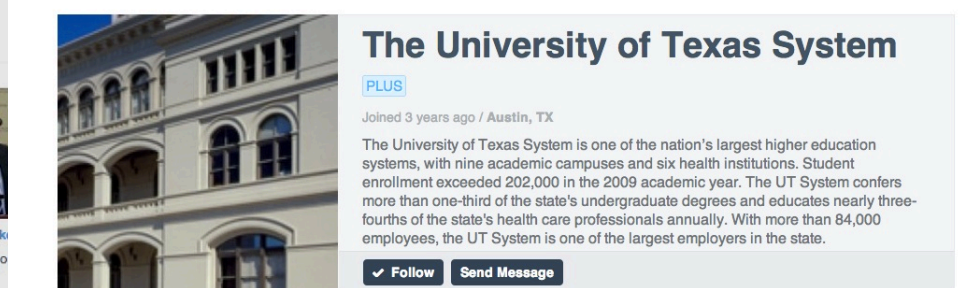 The University of Texas System
PLUS
Joined 3 years ago / Austin, TX
The University of Texas System is one of the nation's largest higher education
systems, with nine academic campuses and six health institutions. Student
enrollment exceeded 202,000 in the 2009 academic year. The UT System confers
more than one-third of the state's undergraduate degrees and educates nearly three-
fourths of the state's health care professionals annually. With more than 84,000
employees, the UT System is one of the largest employers in the state.
✓ Follow
Send Message